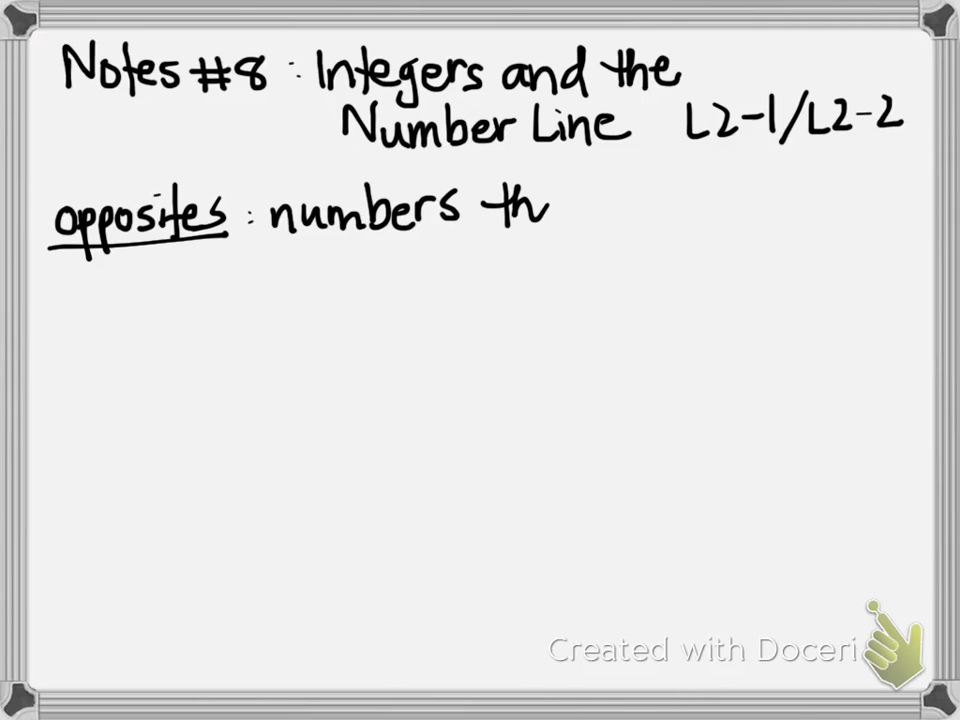 Notes #8 : Integers and the
Number Line L2-1/L2-2
opposites : numbers th
Created with Doceri